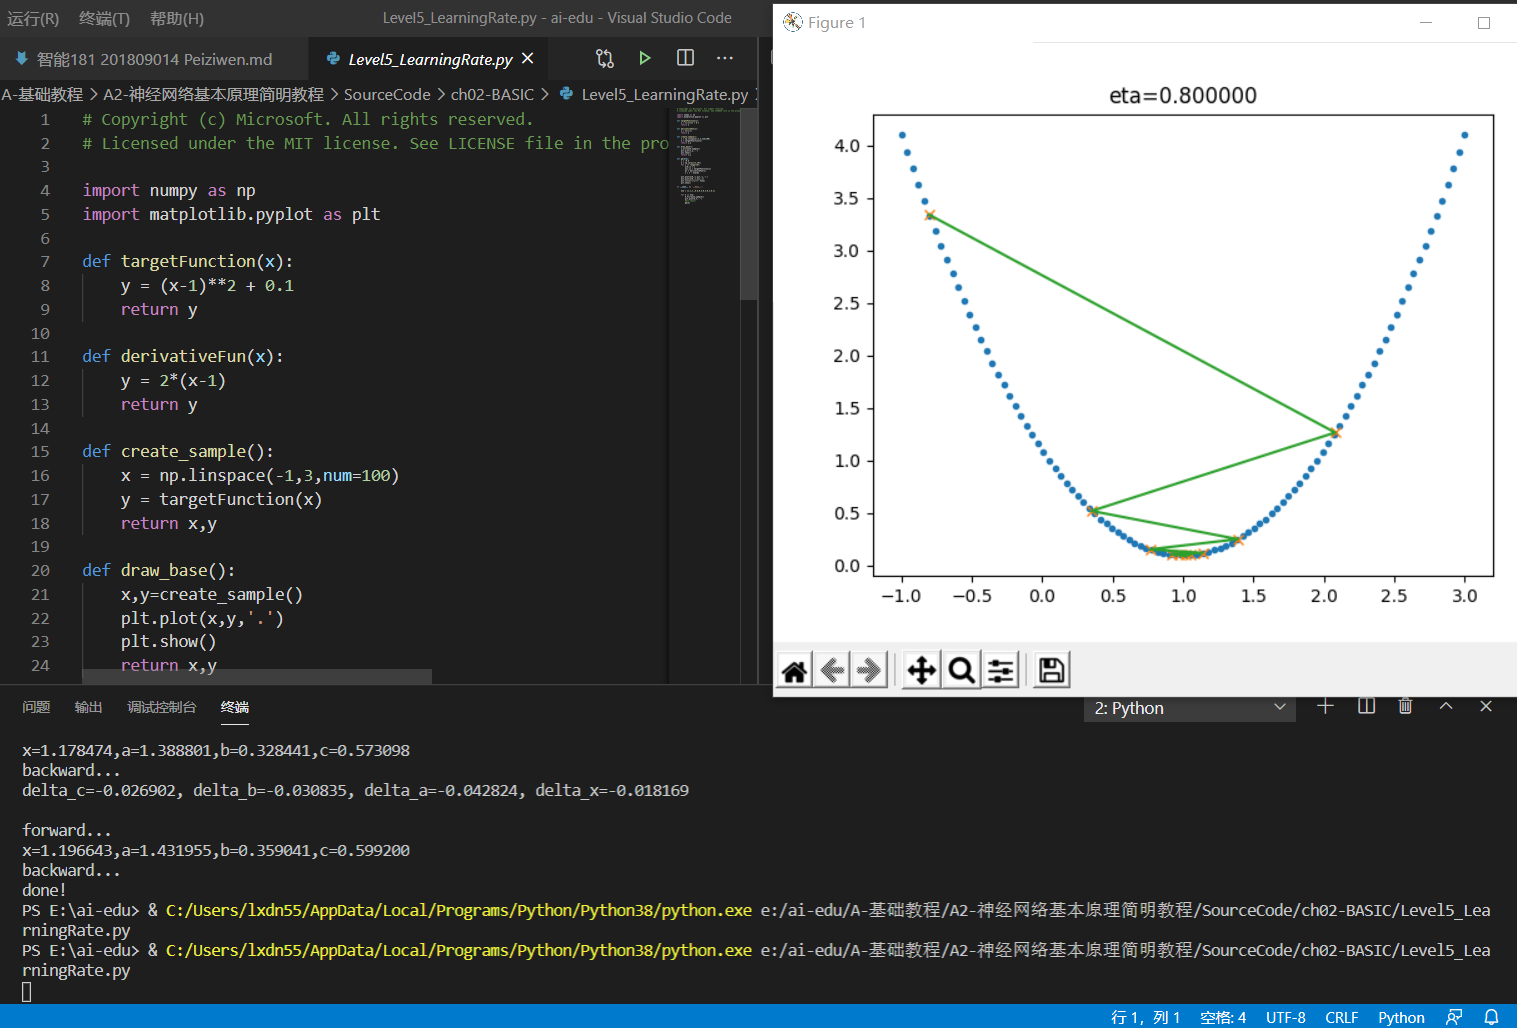 运行(R) 终端(T) 帮助(H) Level5_LearningRate.py - ai-edu - Visual Studio Code
智能181 201809014 Peiziwen.md Level5_LearningRate.py
A-基础教程 > A2-神经网络基本原理简明教程 > SourceCode > ch02-BASIC > Level5_LearningRate.py
1 # Copyright (c) Microsoft. All rights reserved.
2 # Licensed under the MIT license. See LICENSE file in the pro
3
4 import numpy as np
5 import matplotlib.pyplot as plt
6
7 def targetFunction(x):
8 y = (x-1)**2 + 0.1
9 return y
10
11 def derivativeFun(x):
12 y = 2*(x-1)
13 return y
14
15 def create_sample():
16 x = np.linspace(-1,3,num=100)
17 y = targetFunction(x)
18 return x,y
19
20 def draw_base():
21 x,y=create_sample()
22 plt.plot(x,y,'.')
23 plt.show()
24 return x,y
Figure 1
eta=0.800000
4.0
3.5
3.0
2.5
2.0
1.5
1.0
0.5
0.0
−1.0 −0.5 0.0 0.5 1.0 1.5 2.0 2.5 3.0
问题 输出 调试控制台 终端 2: Python
x=1.178474,a=1.388801,b=0.328441,c=0.573098
backward...
delta_c=-0.026902, delta_b=-0.030835, delta_a=-0.042824, delta_x=-0.018169
forward...
x=1.196643,a=1.431955,b=0.359041,c=0.599200
backward...
done!
PS E:\ai-edu> & C:/Users/lxdn55/AppData/Local/Programs/Python/Python38/python.exe e:/ai-edu/A-基础教程/A2-神经网络基本原理简明教程/SourceCode/ch02-BASIC/Level5_Lea
rningRate.py
PS E:\ai-edu> & C:/Users/lxdn55/AppData/Local/Programs/Python/Python38/python.exe e:/ai-edu/A-基础教程/A2-神经网络基本原理简明教程/SourceCode/ch02-BASIC/Level5_Lea
rningRate.py
行 1，列 1 空格: 4 UTF-8 CRLF Python